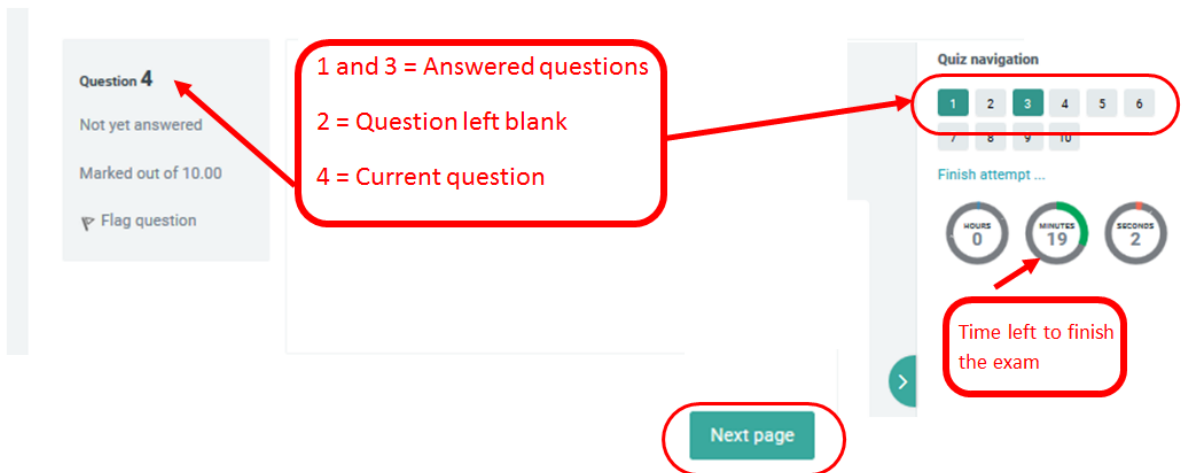 Question 4
Not yet answered
Marked out of 10.00
Flag question
1 and 3 = Answered questions
2 = Question left blank
4 = Current question
Quiz navigation
1 2 3 4 5 6
7 8 9 10
Finish attempt ...
HOURS
0
MINUTES
19
SECONDS
2
Time left to finish
the exam
Next page